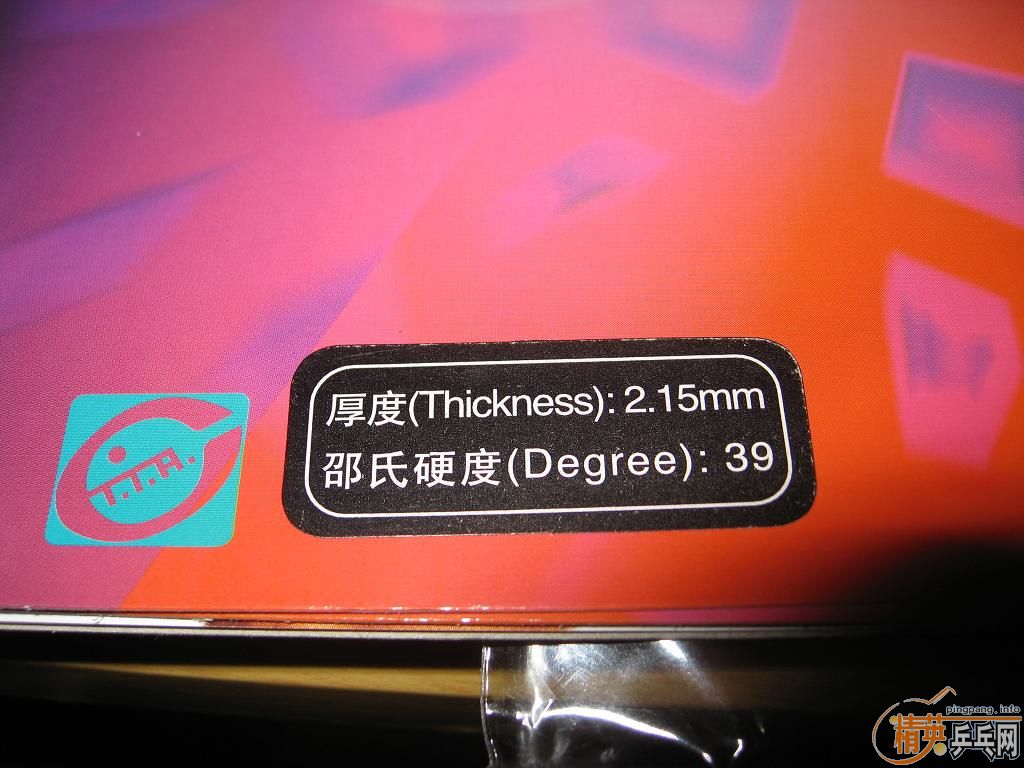 厚度(Thickness): 2.15mm
邵氏硬度(Degree): 39
T.T.A.
pingpang.info
精英乒乓网